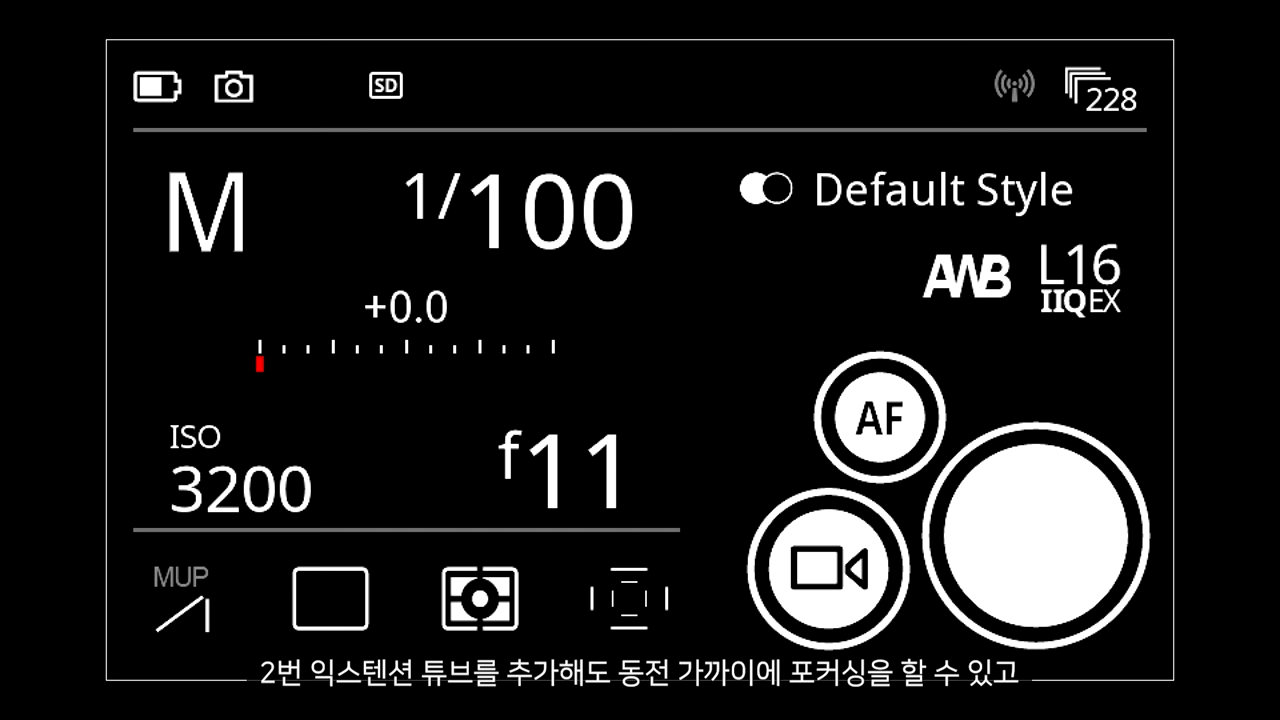 SD
228
M
1/100
Default Style
+0.0
AWB
L16
IIQEX
AF
ISO
3200
f11
MUP
2번 익스텐션 튜브를 추가해도 동전 가까이에 포커싱을 할 수 있고